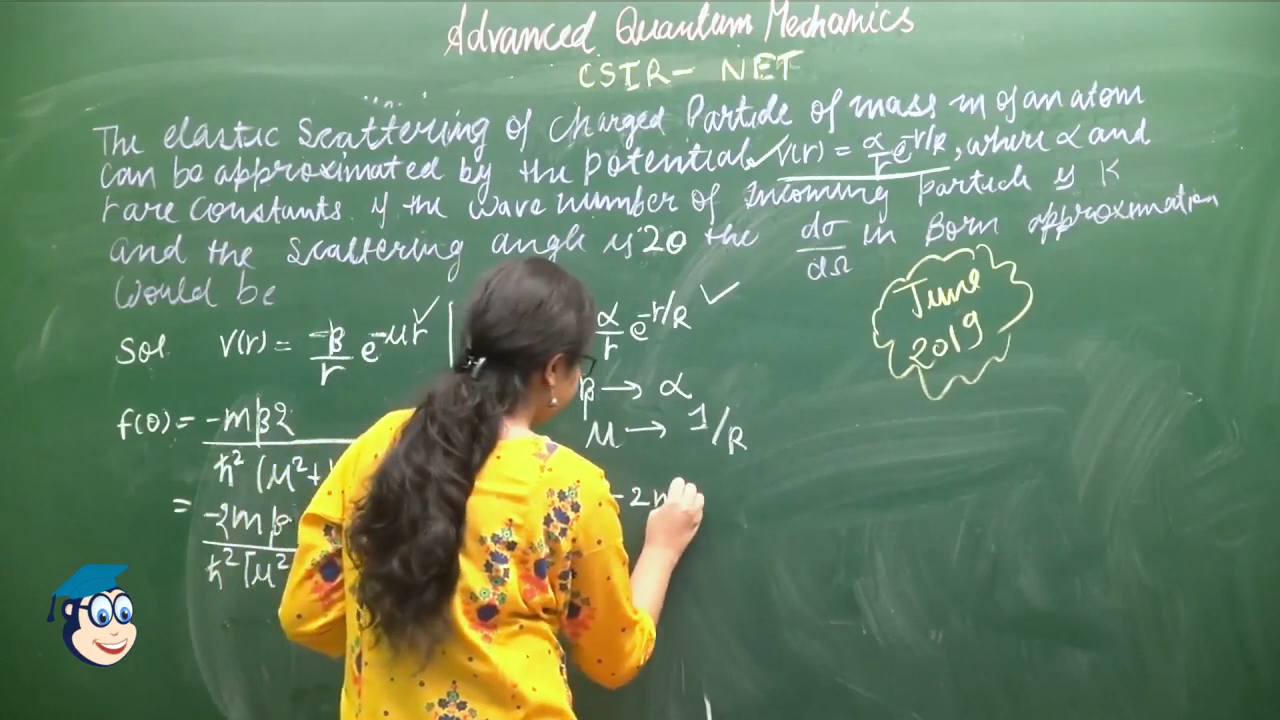 Advanced Quantum Mechanics
CSIR- NET
The elastic Scattering of Charged Particle of mass m of an atom
can be approximated by the potential ✓V(r) = α/r e^-r/R, where α and
r are constants. if the wave number of Incoming particle is K
and the Scattering angle is 2θ the dσ/dΩ in Born approximation
would be
June
2019
Sol V(r) = -β/r e^-μr ✓ α/r e^-r/R ✓
β → α
μ → 1/R
f(θ) = -mβ2
ħ² (μ²+
= -2mβ
ħ² [μ²
-2